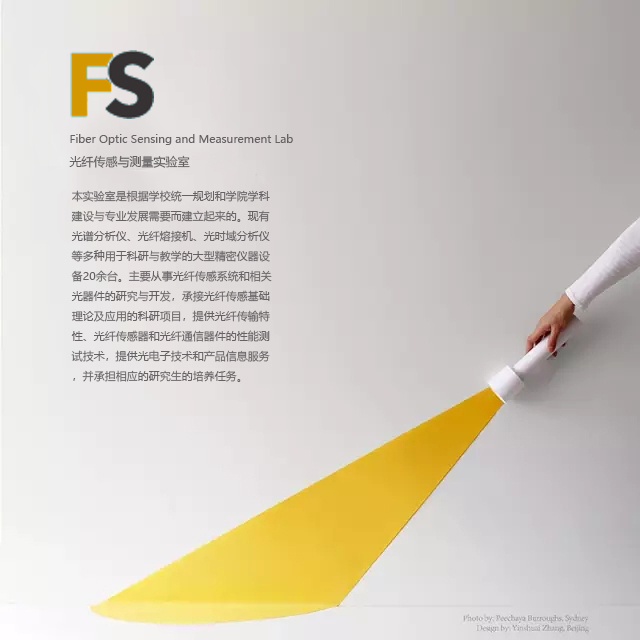 FS
Fiber Optic Sensing and Measurement Lab
光纤传感与测量实验室
本实验室是根据学校统一规划和学院学科
建设与专业发展需要而建立起来的。现有
光谱分析仪、光纤熔接机、光时域分析仪
等多种用于科研与教学的大型精密仪器设
备20余台。主要从事光纤传感系统和相关
光器件的研究与开发，承接光纤传感基础
理论及应用的科研项目，提供光纤传输特
性、光纤传感器和光纤通信器件的性能测
试技术，提供光电子技术和产品信息服务
，并承担相应的研究生的培养任务。
Photo by: Peechaya Burroughs, Sydney
Design by: Yinshuai Zhang, Beijing